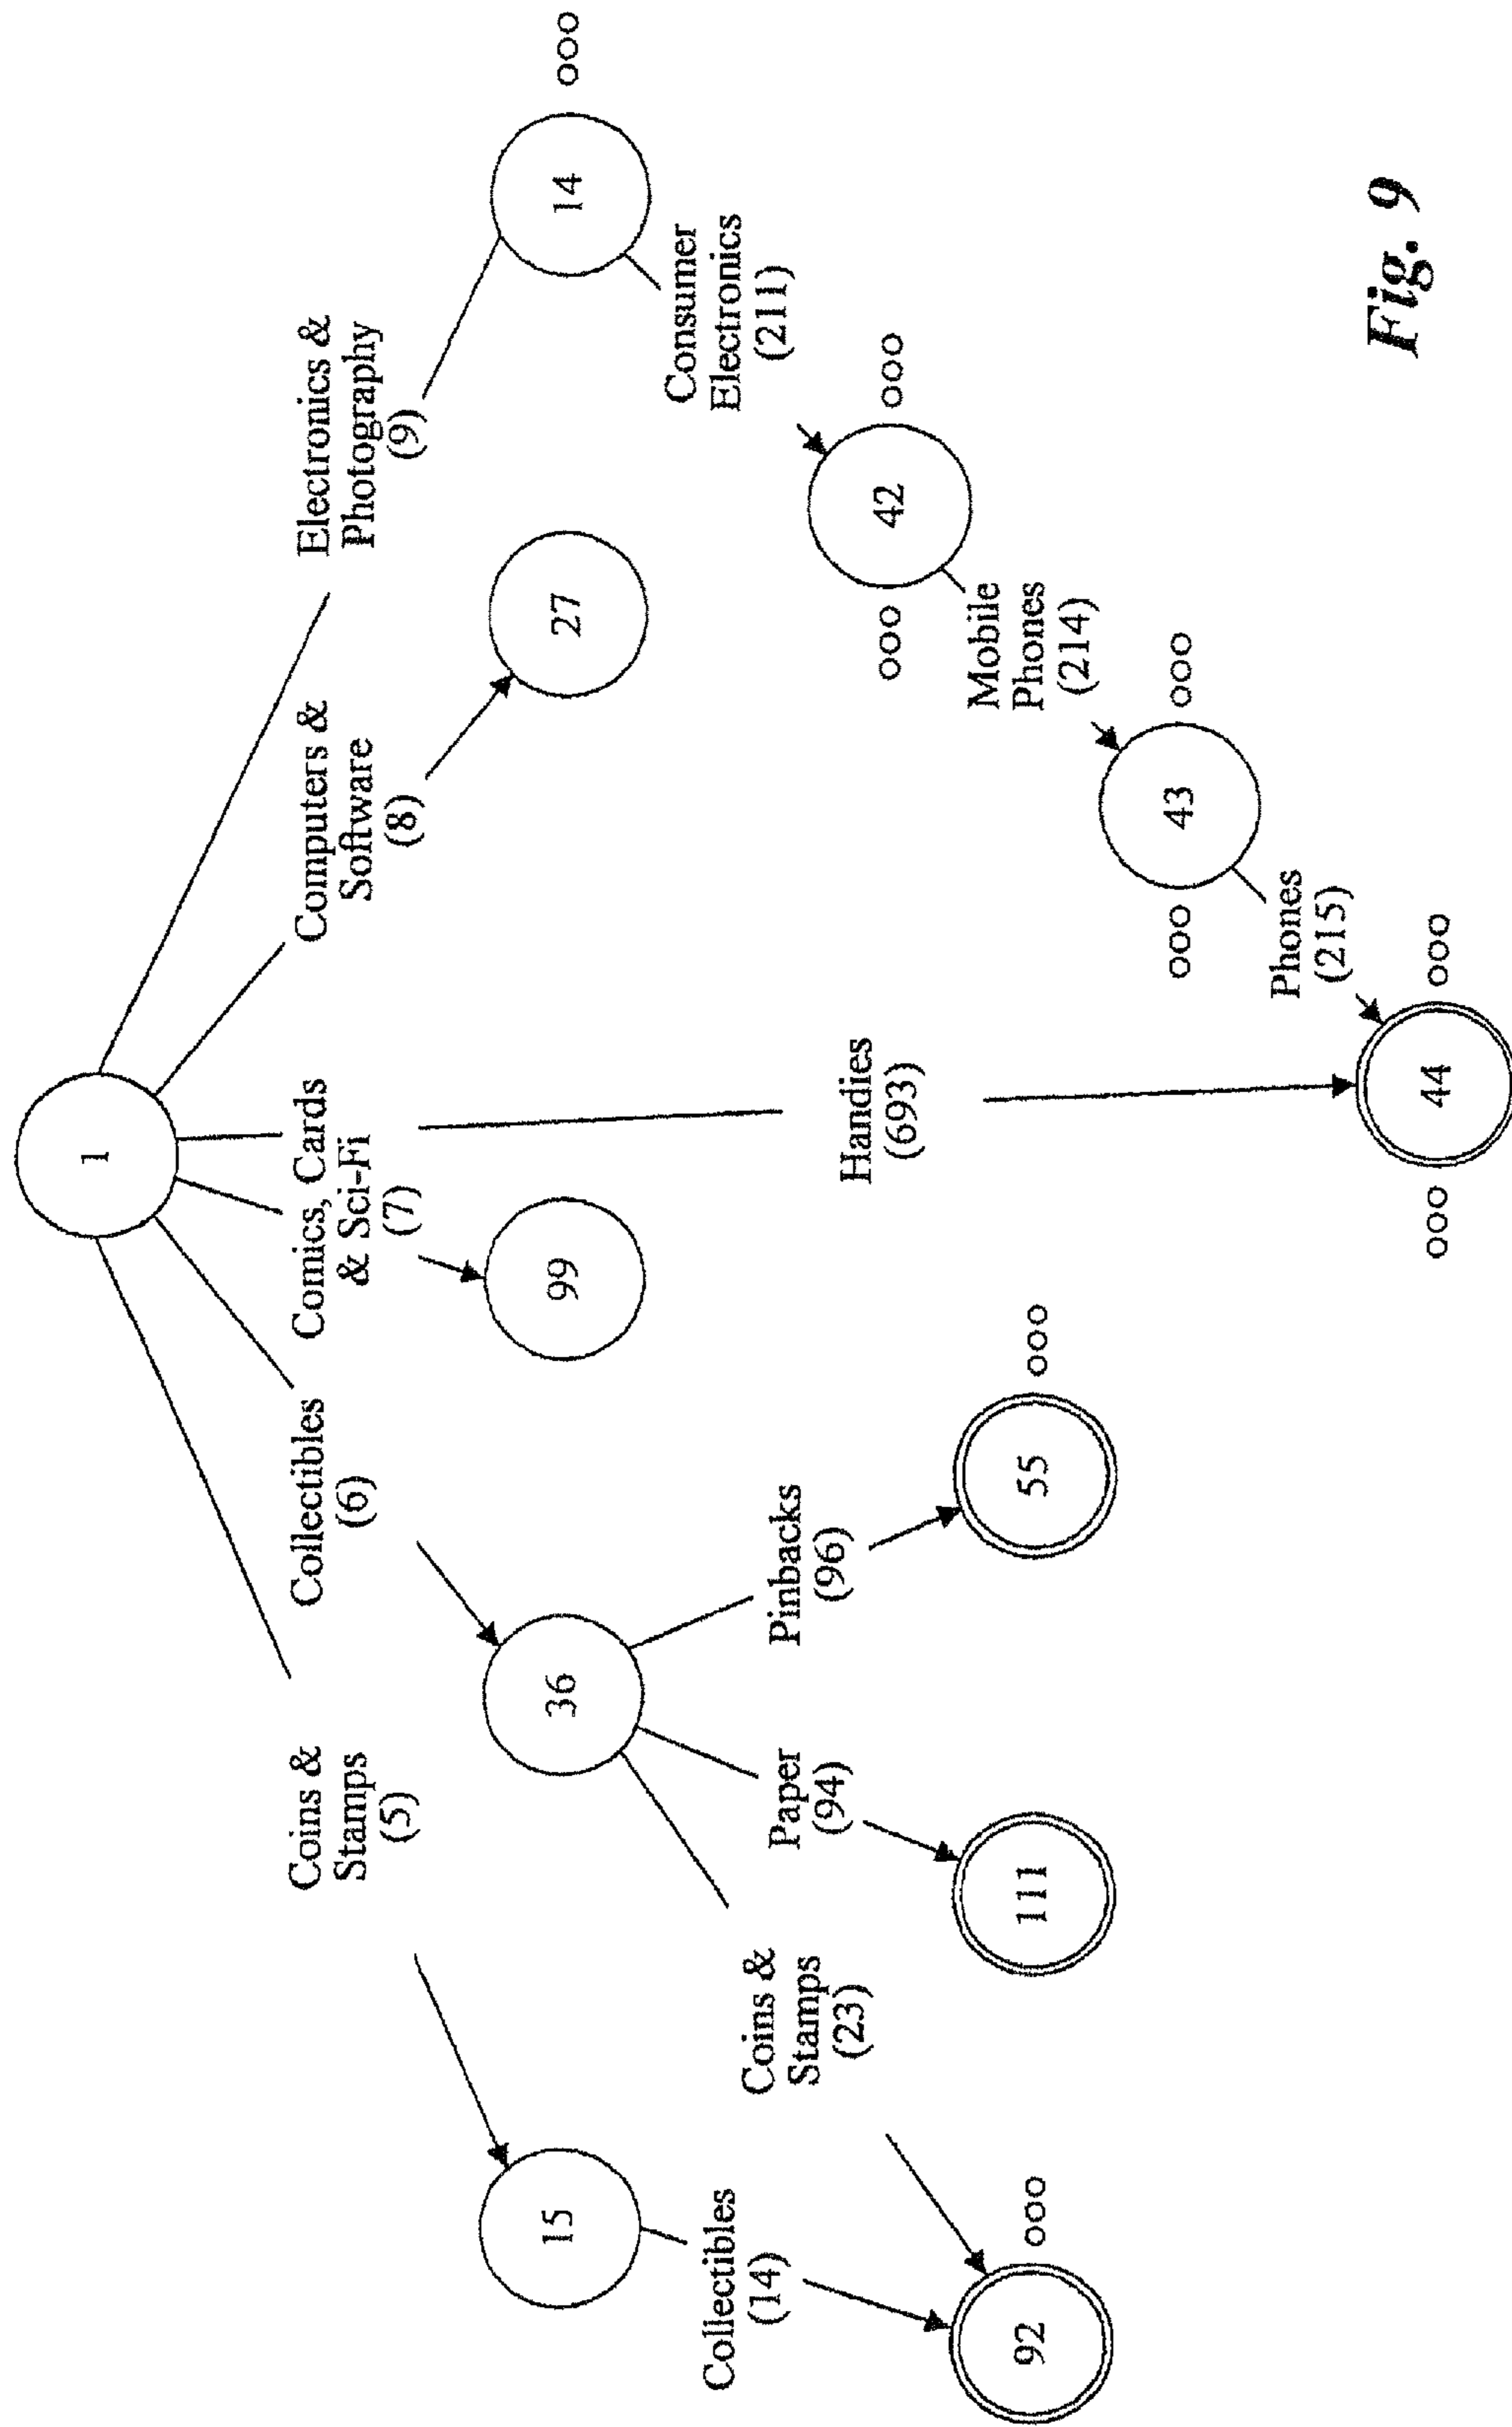 1
Coins &
Stamps
(5)
Collectibles
(6)
Comics, Cards
& Sci-Fi
(7)
Computers &
Software
(8)
Electronics &
Photography
(9)
15
36
99
27
14
ooo
Collectibles
(14)
Coins &
Stamps
(23)
Paper
(94)
Pinbacks
(96)
Handies
(693)
Consumer
Electronics
(211)
ooo
42
ooo
Mobile
Phones
(214)
92
ooo
111
55
ooo
ooo
43
ooo
Phones
(215)
ooo
44
ooo
Fig. 9